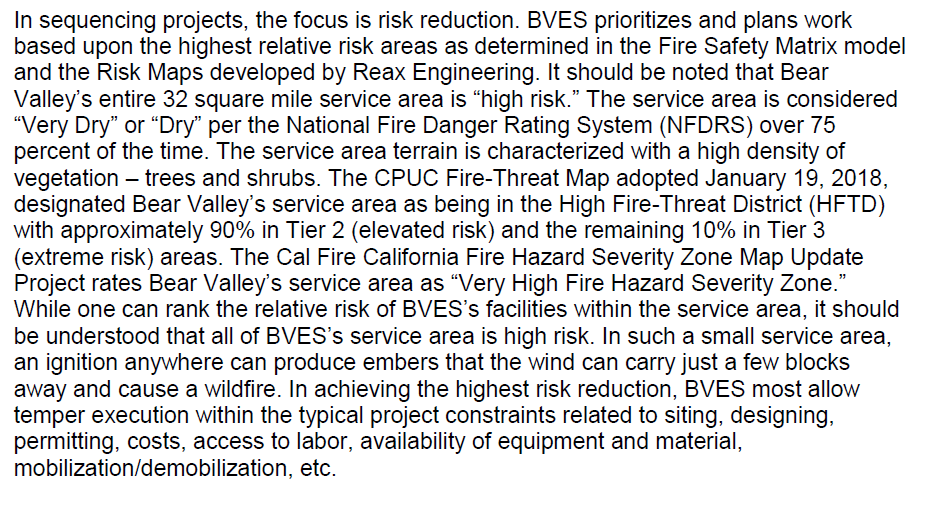 In sequencing projects, the focus is risk reduction. BVES prioritizes and plans work
based upon the highest relative risk areas as determined in the Fire Safety Matrix model
and the Risk Maps developed by Reax Engineering. It should be noted that Bear
Valley’s entire 32 square mile service area is “high risk.” The service area is considered
“Very Dry” or “Dry” per the National Fire Danger Rating System (NFDRS) over 75
percent of the time. The service area terrain is characterized with a high density of
vegetation – trees and shrubs. The CPUC Fire-Threat Map adopted January 19, 2018,
designated Bear Valley’s service area as being in the High Fire-Threat District (HFTD)
with approximately 90% in Tier 2 (elevated risk) and the remaining 10% in Tier 3
(extreme risk) areas. The Cal Fire California Fire Hazard Severity Zone Map Update
Project rates Bear Valley’s service area as “Very High Fire Hazard Severity Zone.”
While one can rank the relative risk of BVES’s facilities within the service area, it should
be understood that all of BVES’s service area is high risk. In such a small service area,
an ignition anywhere can produce embers that the wind can carry just a few blocks
away and cause a wildfire. In achieving the highest risk reduction, BVES most allow
temper execution within the typical project constraints related to siting, designing,
permitting, costs, access to labor, availability of equipment and material,
mobilization/demobilization, etc.